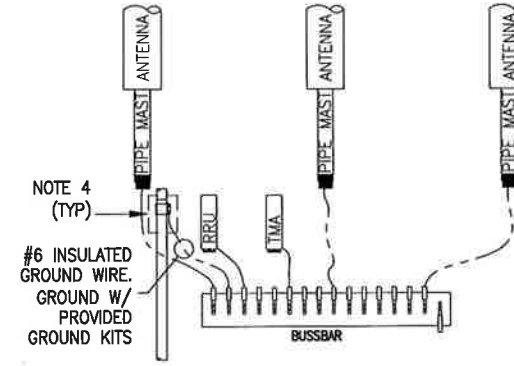 ANTENNA
ANTENNA
ANTENNA
PIPE MAST
PIPE MAST
PIPE MAST
NOTE 4
(TYP)
RRU
TMA
#6 INSULATED
GROUND WIRE.
GROUND W/
PROVIDED
GROUND KITS
BUSSBAR